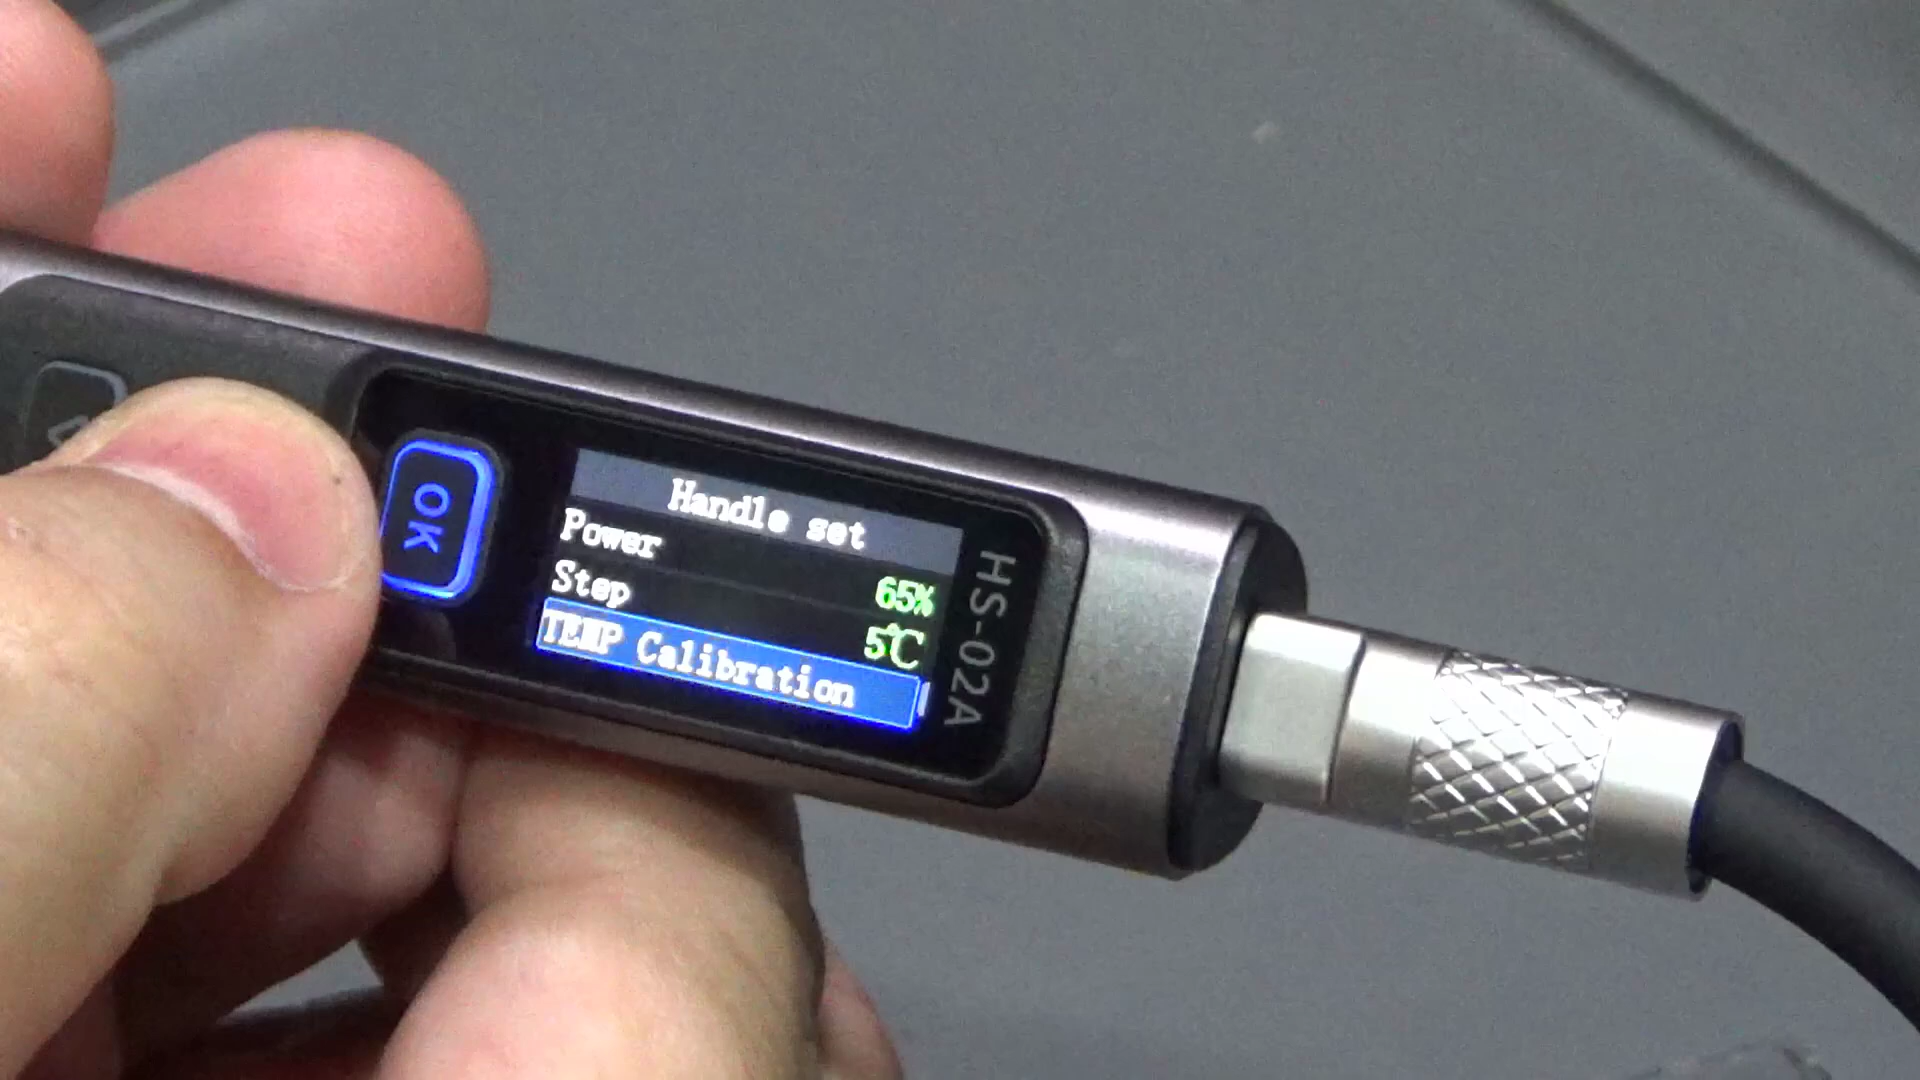 OK
Handle set
Power 65%
Step 5℃
TEMP Calibration
HS-02A